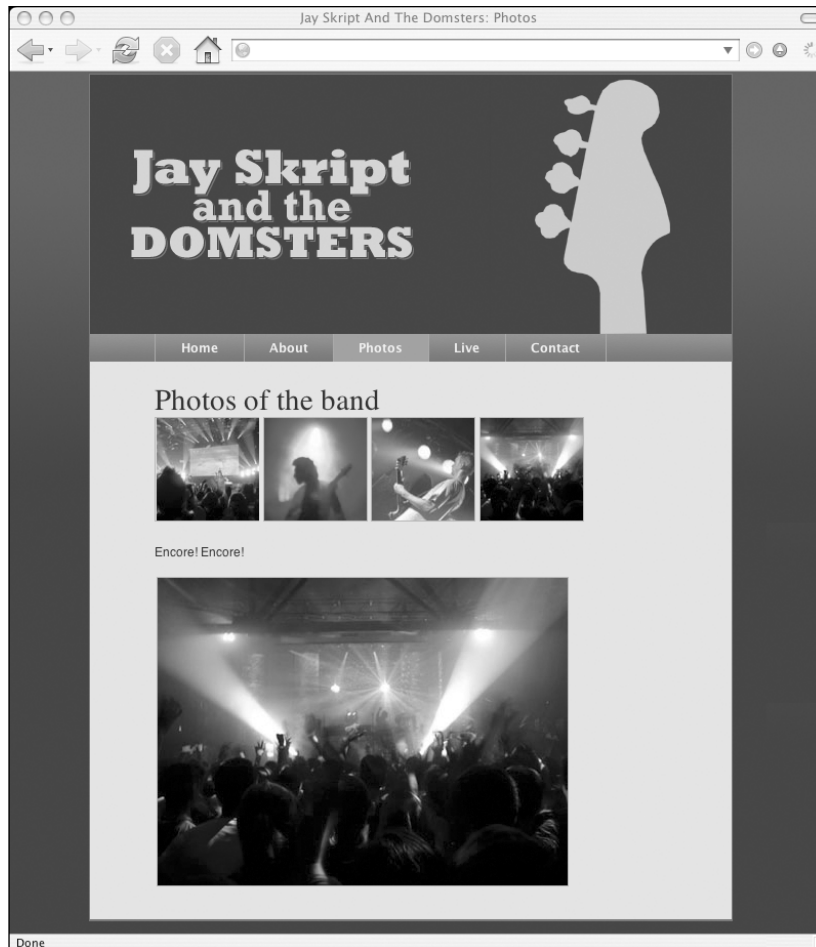 Jay Skript And The Domsters: Photos
Jay Skript
and the
DOMSTERS
Home About Photos Live Contact
Photos of the band
Encore! Encore!
Done